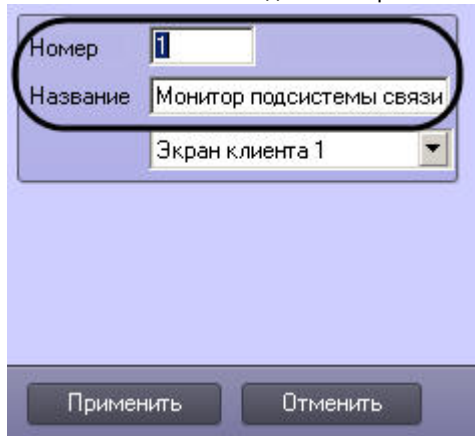 Номер 1
Название Монитор подсистемы связи
Экран клиента 1
Применить Отменить